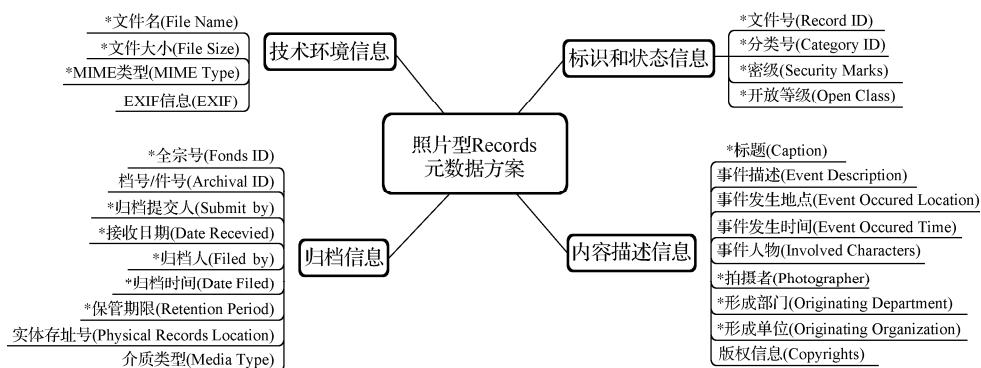 照片型Records
元数据方案
技术环境信息
*文件名(File Name)
*文件大小(File Size)
*MIME类型(MIME Type)
EXIF信息(EXIF)
标识和状态信息
*文件号(Record ID)
*分类号(Category ID)
*密级(Security Marks)
*开放等级(Open Class)
归档信息
*全宗号(Fonds ID)
档号/件号(Archival ID)
*归档提交人(Submit by)
*接收日期(Date Recevied)
*归档人(Filed by)
*归档时间(Date Filed)
*保管期限(Retention Period)
实体存址号(Physical Records Location)
介质类型(Media Type)
内容描述信息
*标题(Caption)
事件描述(Event Description)
事件发生地点(Event Occured Location)
事件发生时间(Event Occured Time)
事件人物(Involved Characters)
*拍摄者(Photographer)
*形成部门(Originating Department)
*形成单位(Originating Organization)
版权信息(Copyrights)